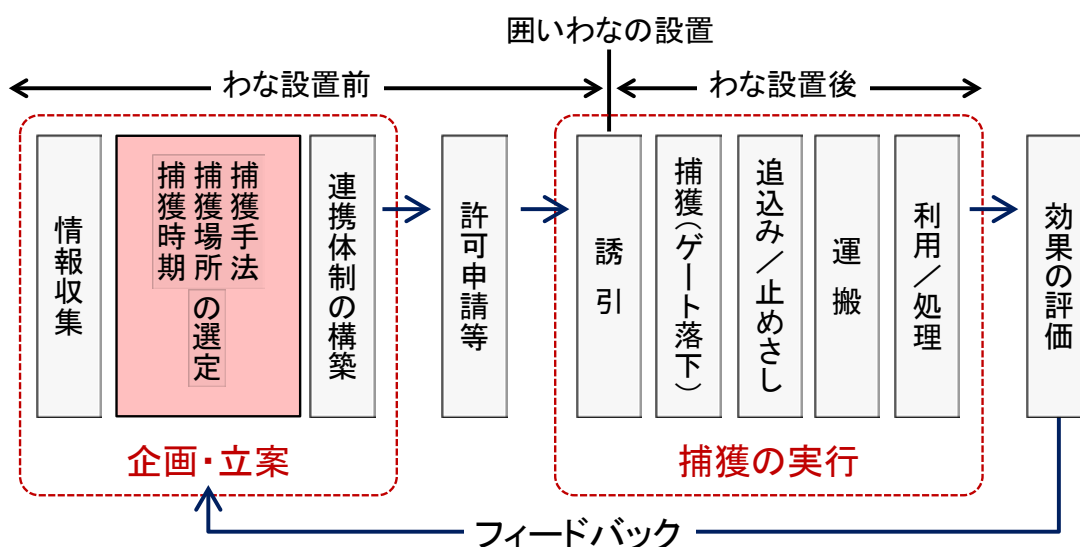 囲いわなの設置
わな設置前
わな設置後
情報収集
捕獲手法
捕獲場所
捕獲時期
の選定
連携体制の構築
許可申請等
誘引
捕獲（ゲート落下）
追込み／止めさし
運搬
利用／処理
効果の評価
企画・立案
捕獲の実行
フィードバック